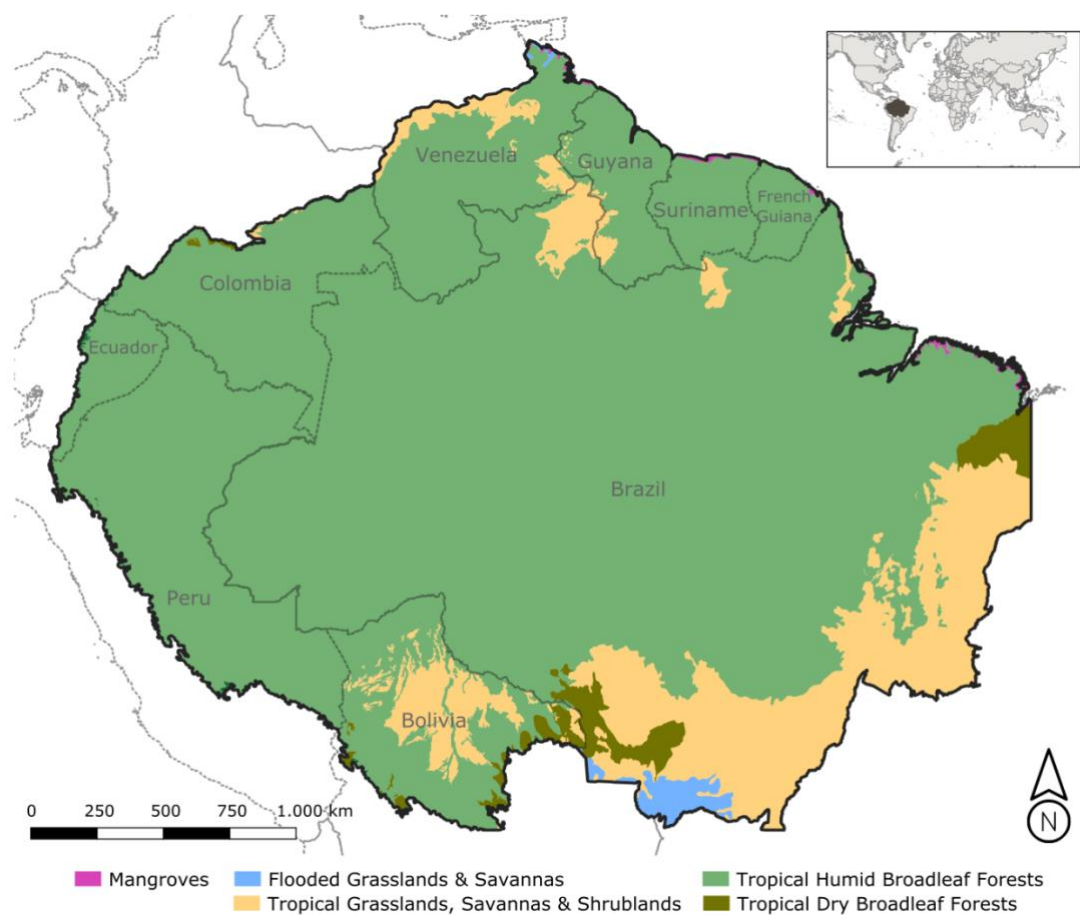 Venezuela
Guyana
Suriname
French
Guiana
Colombia
Ecuador
Brazil
Peru
Bolivia
0 250 500 750 1.000 km
N
Mangroves
Flooded Grasslands & Savannas
Tropical Humid Broadleaf Forests
Tropical Grasslands, Savannas & Shrublands
Tropical Dry Broadleaf Forests